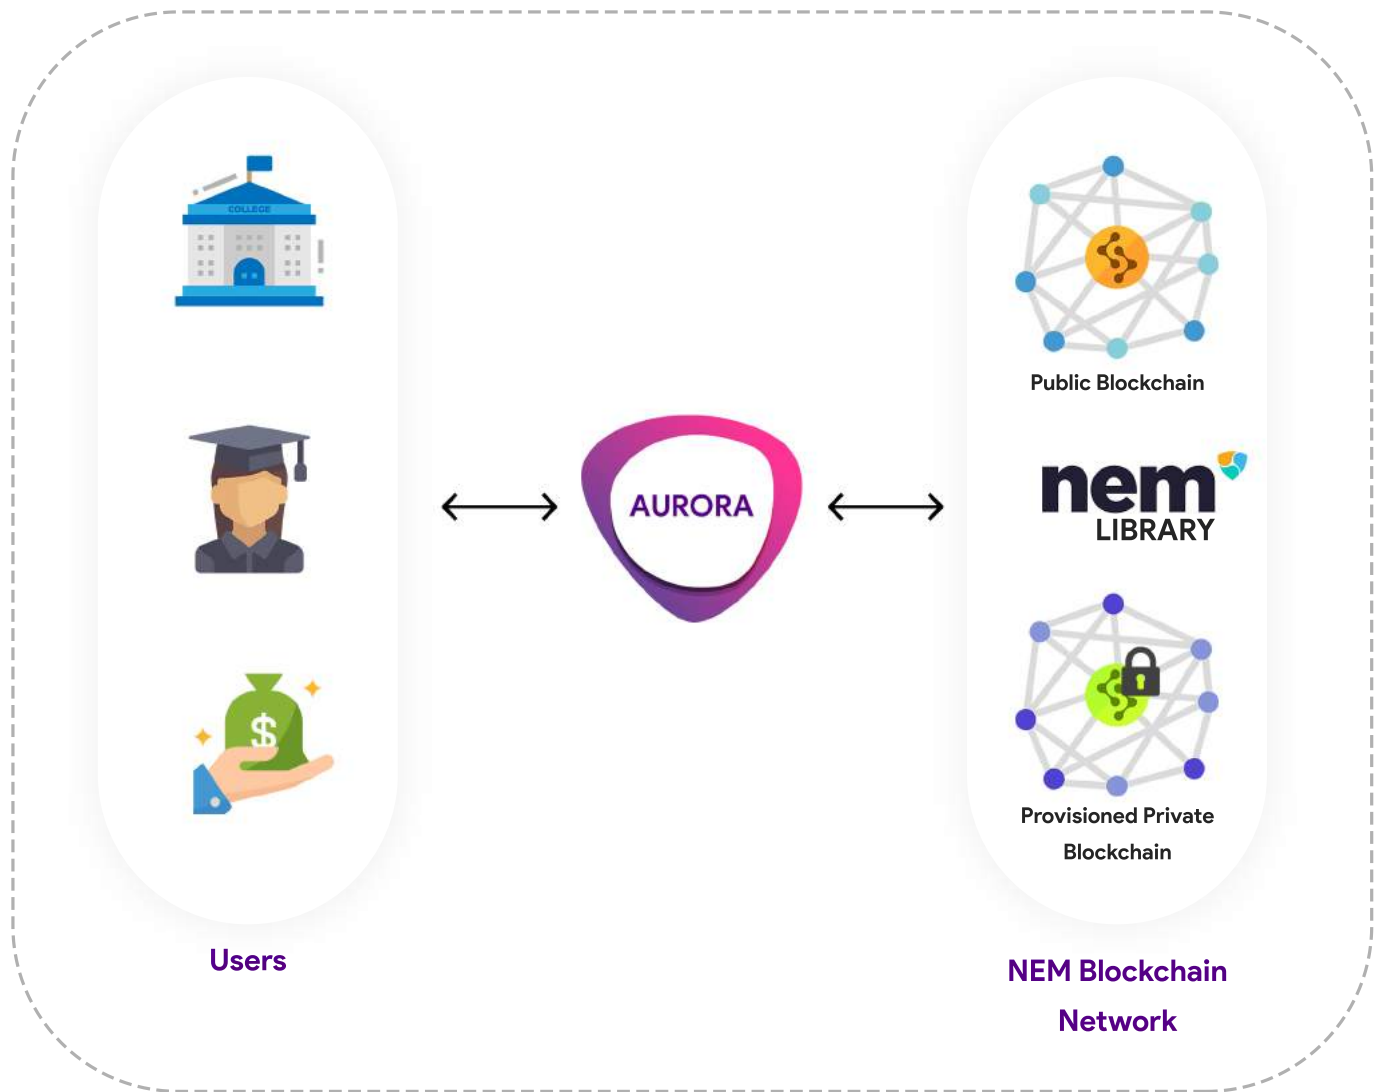 COLLEGE
$
Users
AURORA
Public Blockchain
nem
LIBRARY
Provisioned Private
Blockchain
NEM Blockchain
Network